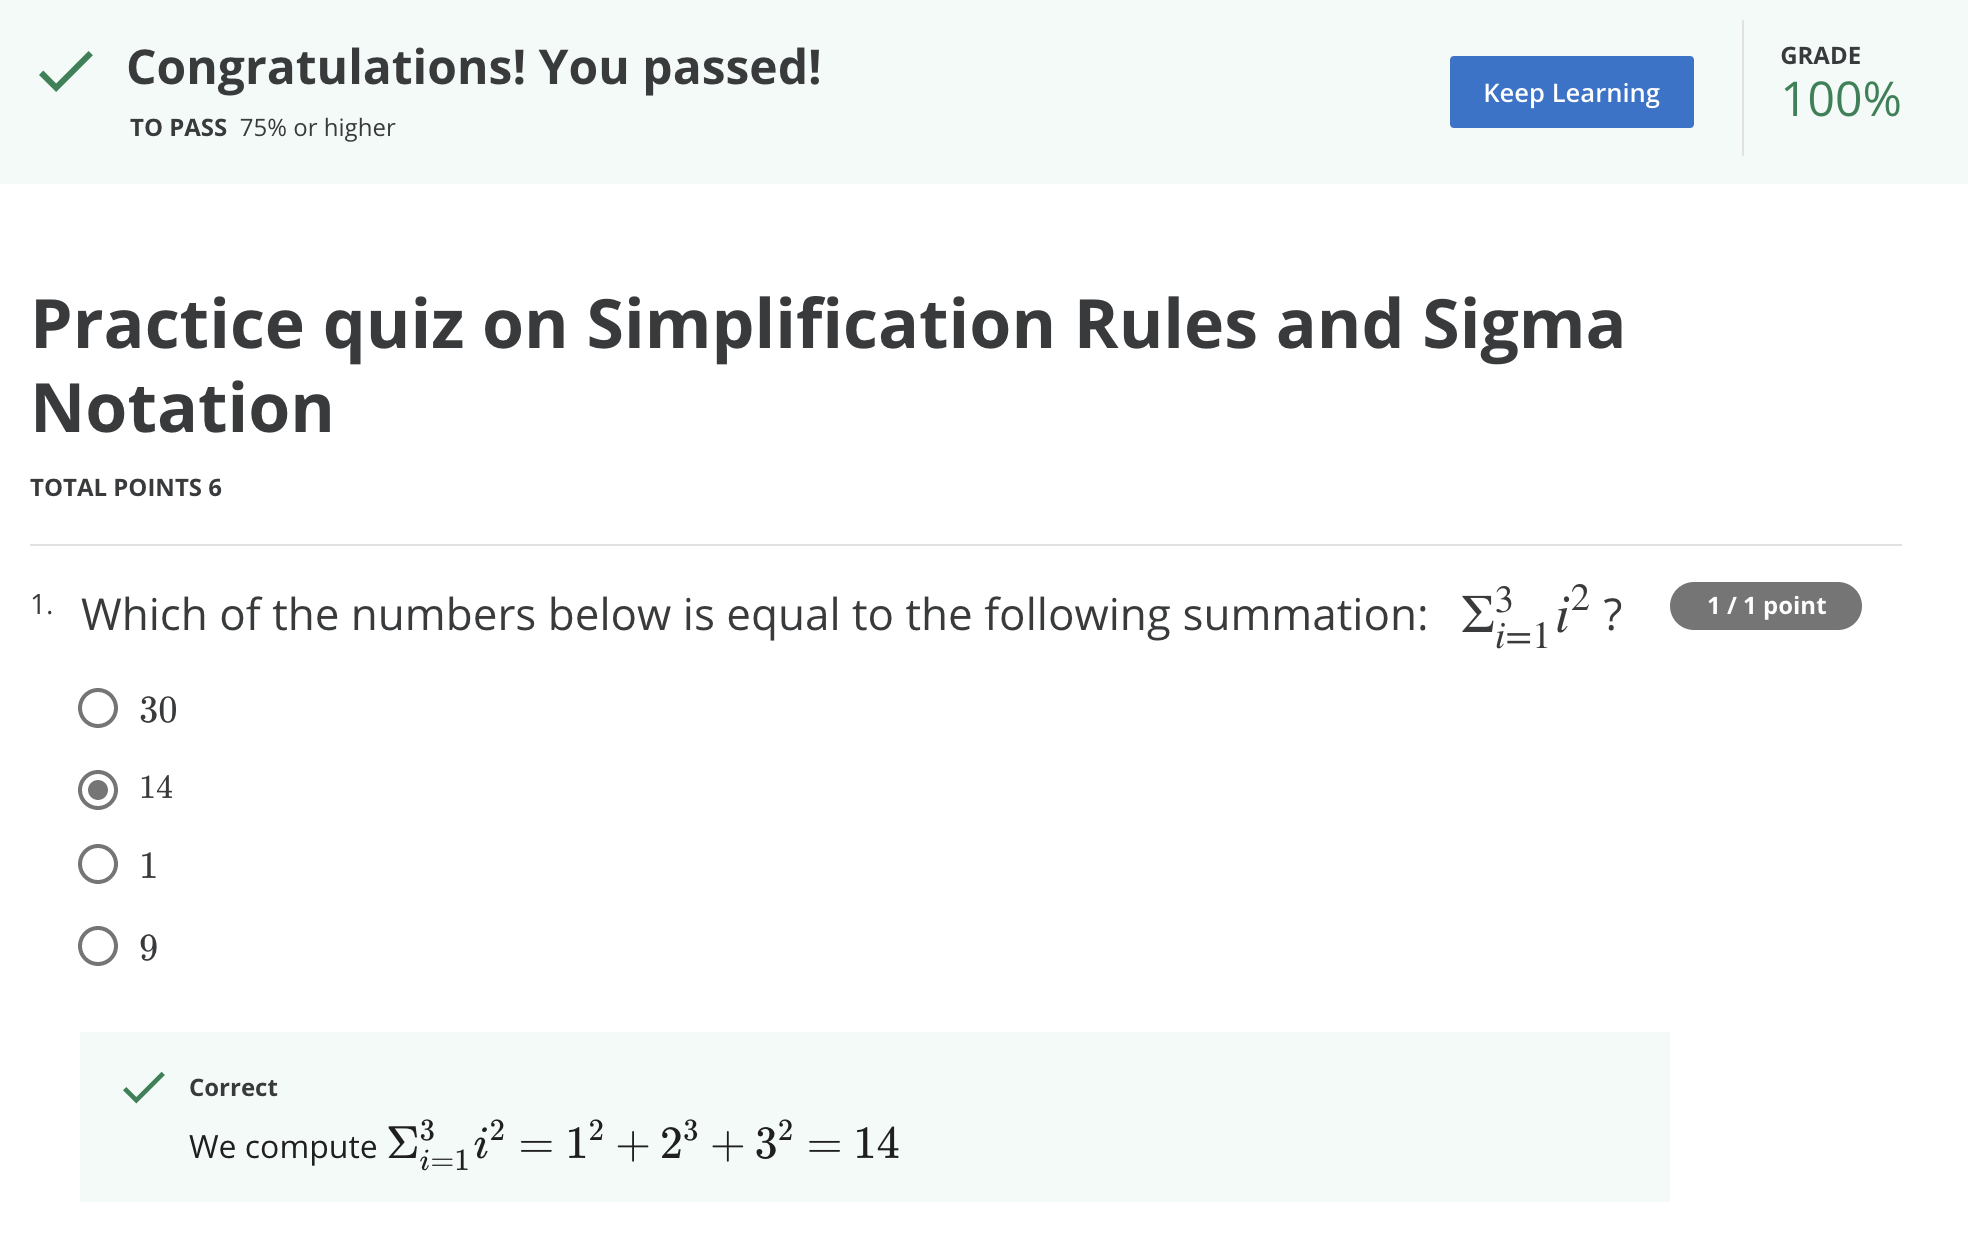 Congratulations! You passed!
TO PASS 75% or higher
Keep Learning
GRADE
100%
Practice quiz on Simplification Rules and Sigma
Notation
TOTAL POINTS 6
1. Which of the numbers below is equal to the following summation: $\Sigma_{i=1}^{3} i^2$ ?
1 / 1 point
30
14
1
9
Correct
We compute $\Sigma_{i=1}^{3} i^2 = 1^2 + 2^3 + 3^2 = 14$